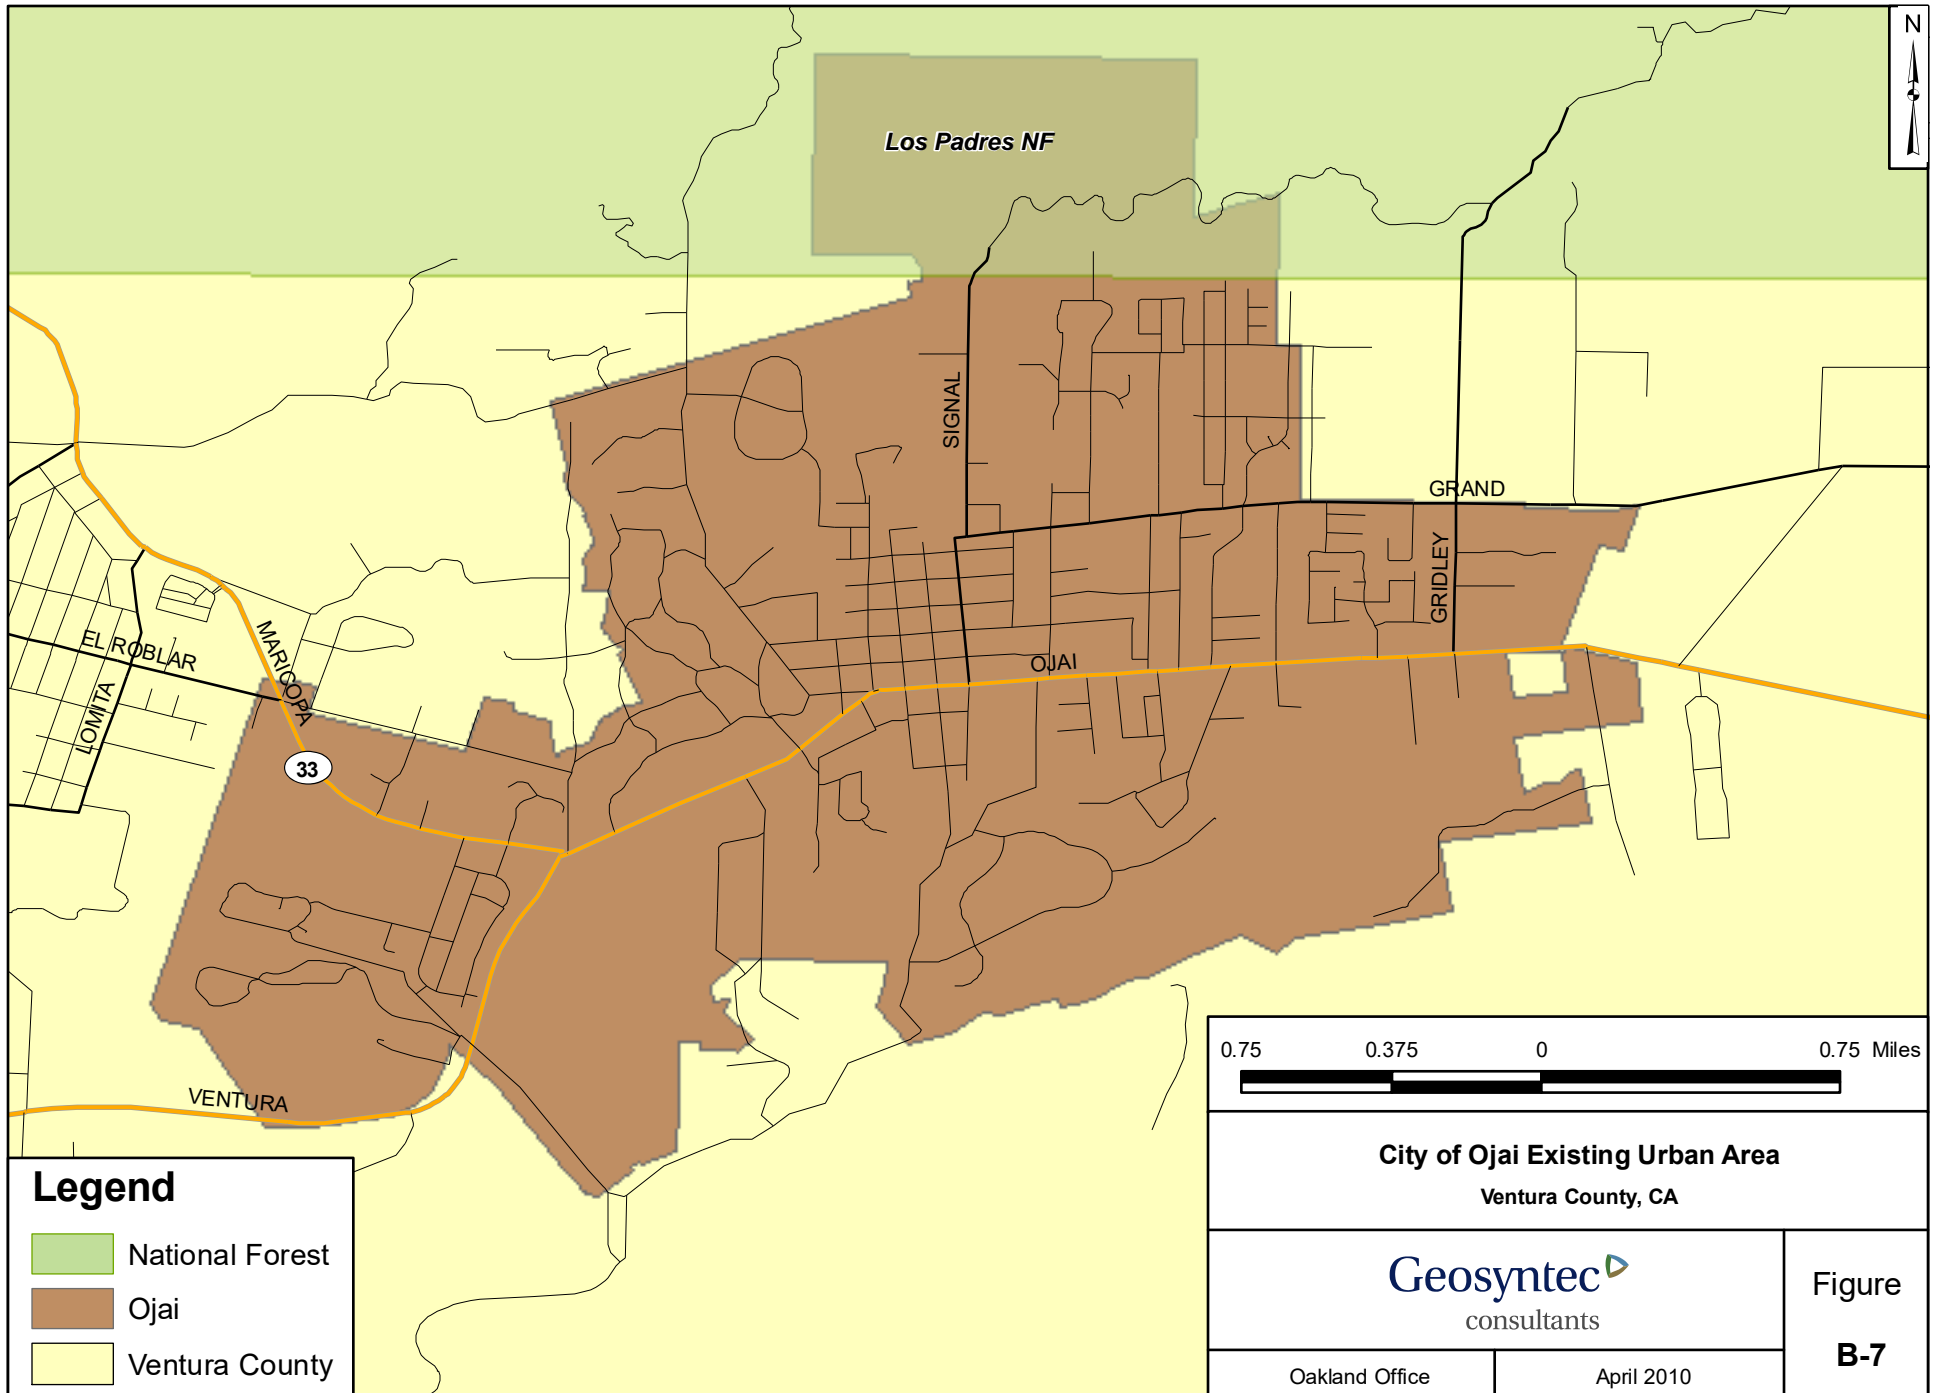 N
Los Padres NF
SIGNAL
GRAND
GRIDLEY
EL ROBLAR
MARICOPA
OJAI
LOMITA
33
VENTURA
0.75 0.375 0 0.75 Miles
City of Ojai Existing Urban Area
Ventura County, CA
Geosyntec
consultants
Figure
B-7
Oakland Office
April 2010
Legend
National Forest
Ojai
Ventura County